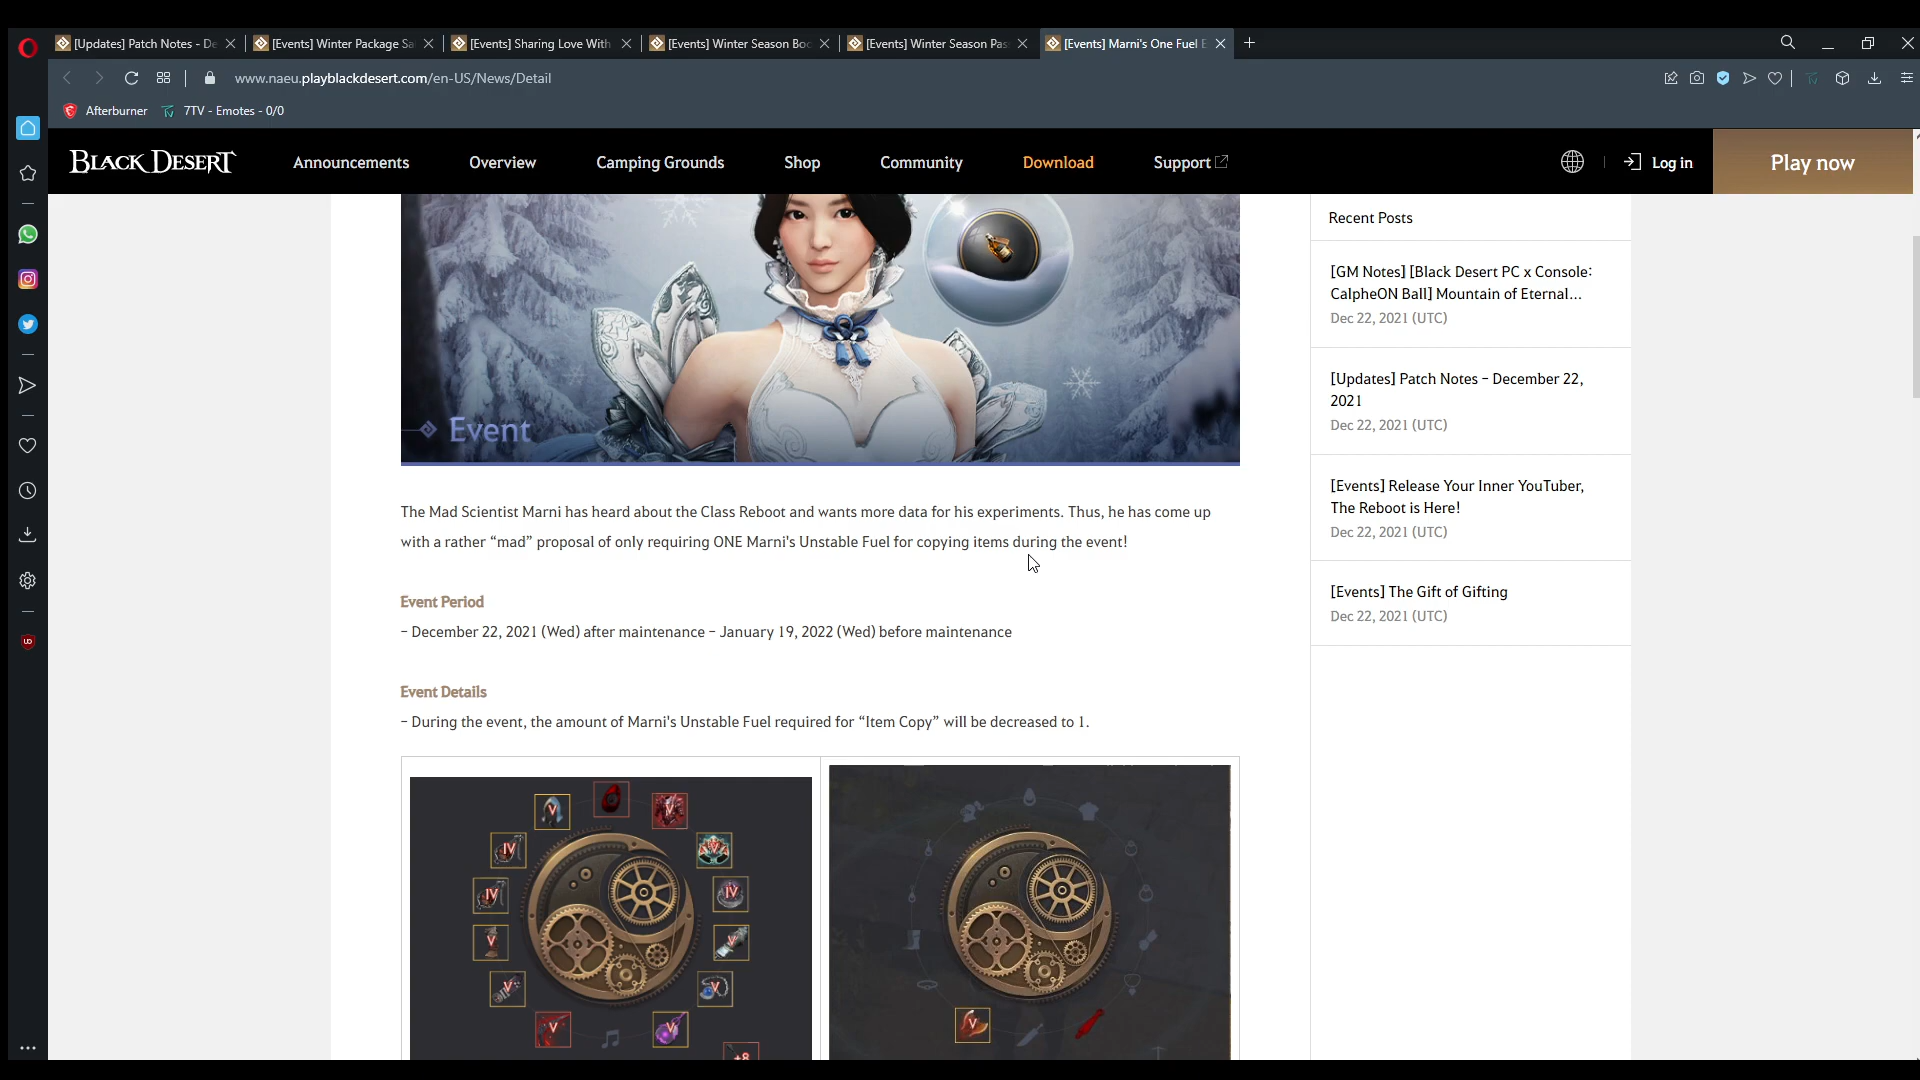 [Updates] Patch Notes - De
[Events] Winter Package Sa
[Events] Sharing Love With
[Events] Winter Season Boo
[Events] Winter Season Pas
[Events] Marni's One Fuel E
www.naeu.playblackdesert.com/en-US/News/Detail
Afterburner
7TV - Emotes - 0/0
BLACK DESERT
Announcements
Overview
Camping Grounds
Shop
Community
Download
Support
Log in
Play now
Event
The Mad Scientist Marni has heard about the Class Reboot and wants more data for his experiments. Thus, he has come up
with a rather “mad” proposal of only requiring ONE Marni's Unstable Fuel for copying items during the event!
Event Period
- December 22, 2021 (Wed) after maintenance - January 19, 2022 (Wed) before maintenance
Event Details
- During the event, the amount of Marni's Unstable Fuel required for “Item Copy” will be decreased to 1.
V
V
IV
V
IV
IV
V
V
V
V
V
V
+8
V
Recent Posts
[GM Notes] [Black Desert PC x Console:
CalpheON Ball] Mountain of Eternal...
Dec 22, 2021 (UTC)
[Updates] Patch Notes - December 22,
2021
Dec 22, 2021 (UTC)
[Events] Release Your Inner YouTuber,
The Reboot is Here!
Dec 22, 2021 (UTC)
[Events] The Gift of Gifting
Dec 22, 2021 (UTC)